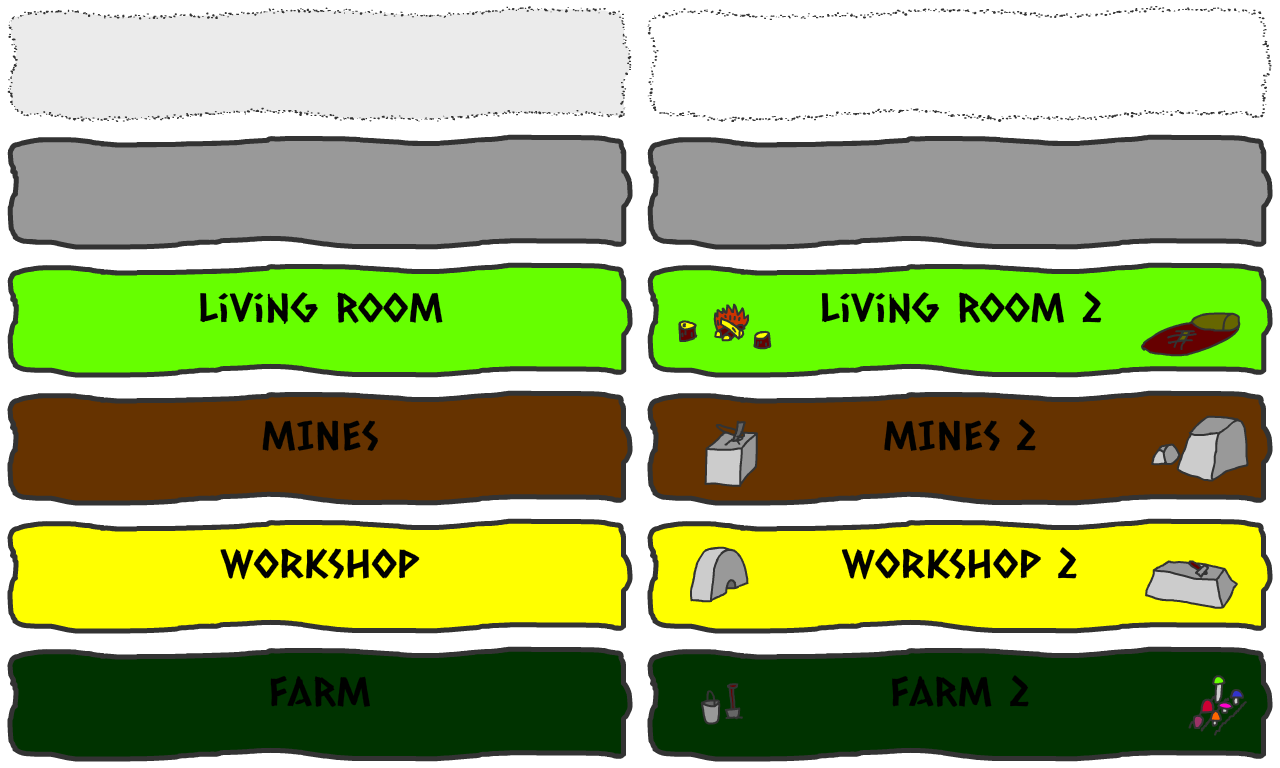 LiViNG ROOM
LiViNG ROOM 2
MINES
MINES 2
WORKSHOP
WORKSHOP 2
FARM
FARM 2